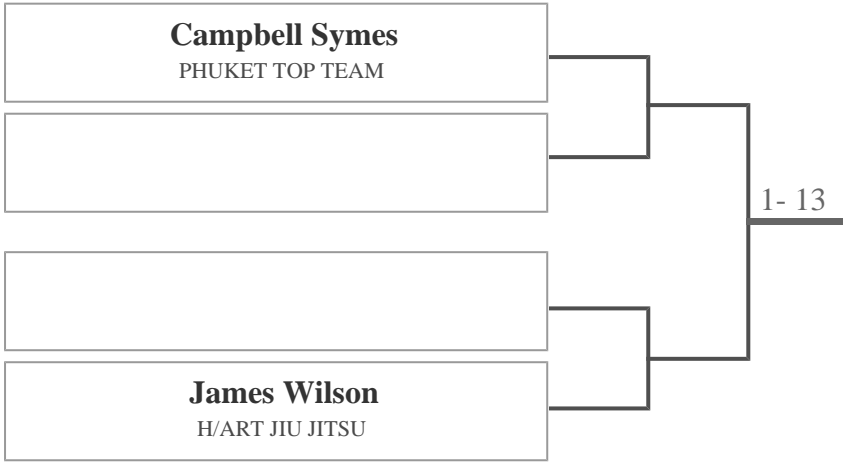 Campbell Symes
PHUKET TOP TEAM
1- 13
James Wilson
H/ART JIU JITSU